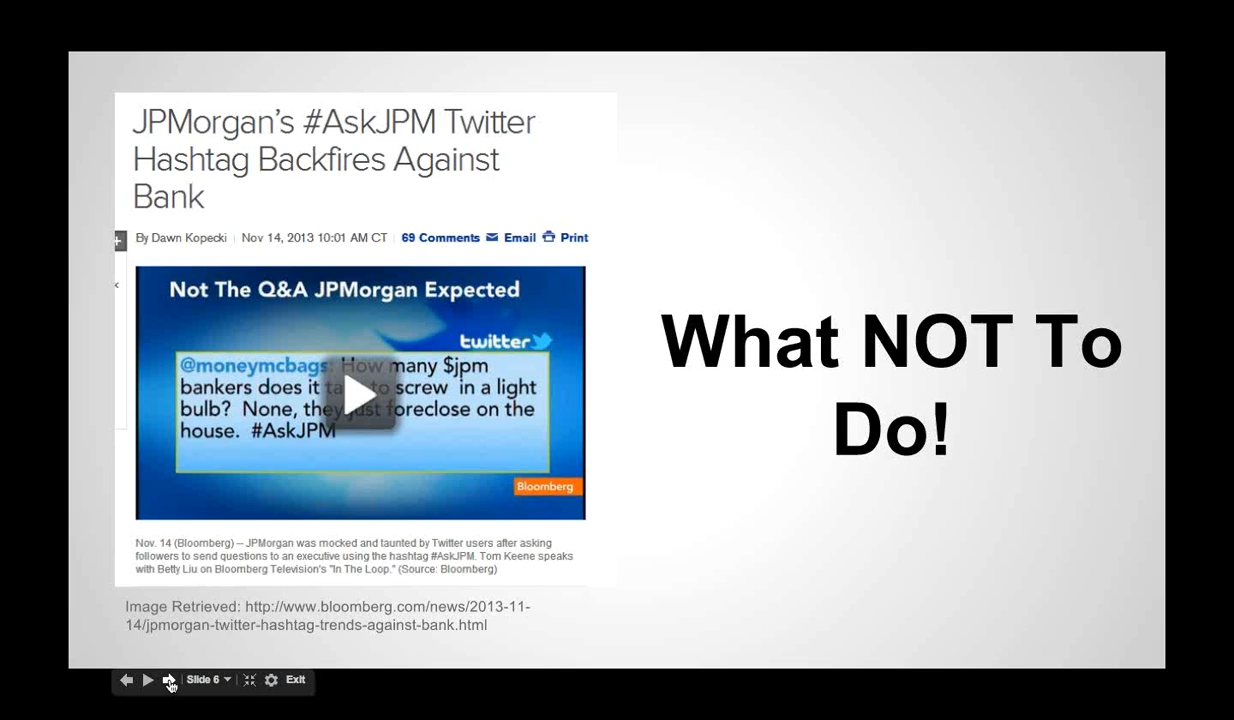 JPMorgan's #AskJPM Twitter
Hashtag Backfires Against
Bank
By Dawn Kopecki | Nov 14, 2013 10:01 AM CT | 69 Comments Email Print
Not The Q&A JPMorgan Expected
twitter
@moneymcbags: How many $jpm
bankers does it take to screw in a light
bulb? None, they just foreclose on the
house. #AskJPM
Bloomberg
Nov. 14 (Bloomberg) -- JPMorgan was mocked and taunted by Twitter users after asking
followers to send questions to an executive using the hashtag #AskJPM. Tom Keene speaks
with Betty Liu on Bloomberg Television's "In The Loop." (Source: Bloomberg)
Image Retrieved: http://www.bloomberg.com/news/2013-11-
14/jpmorgan-twitter-hashtag-trends-against-bank.html
What NOT To
Do!
Slide 6 Exit